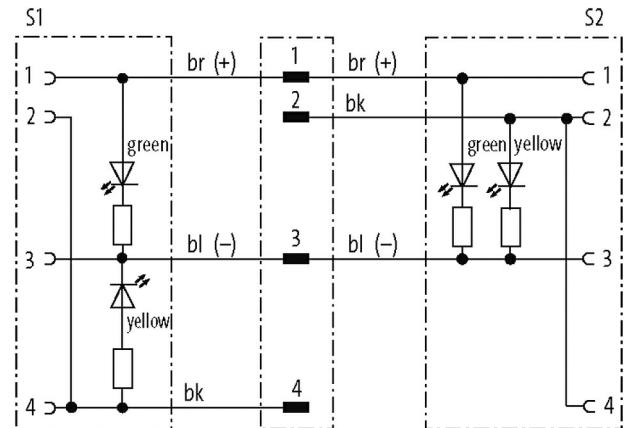 S1
S2
1
br (+)
1
br (+)
1
2
2
bk
2
green
green
yellow
3
bl (–)
3
bl (–)
3
yellow
4
bk
4
4